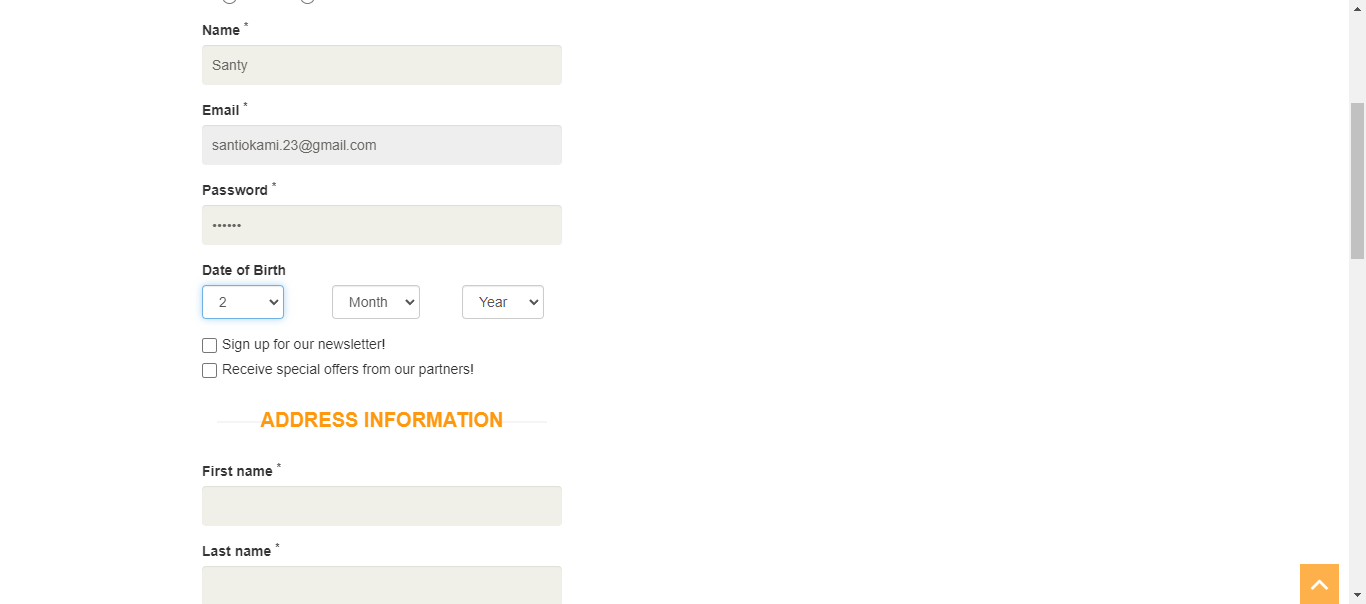 Name *
Santy
Email *
santiokami.23@gmail.com
Password *
••••••
Date of Birth
2 Month Year
Sign up for our newsletter!
Receive special offers from our partners!
ADDRESS INFORMATION
First name *
Last name *